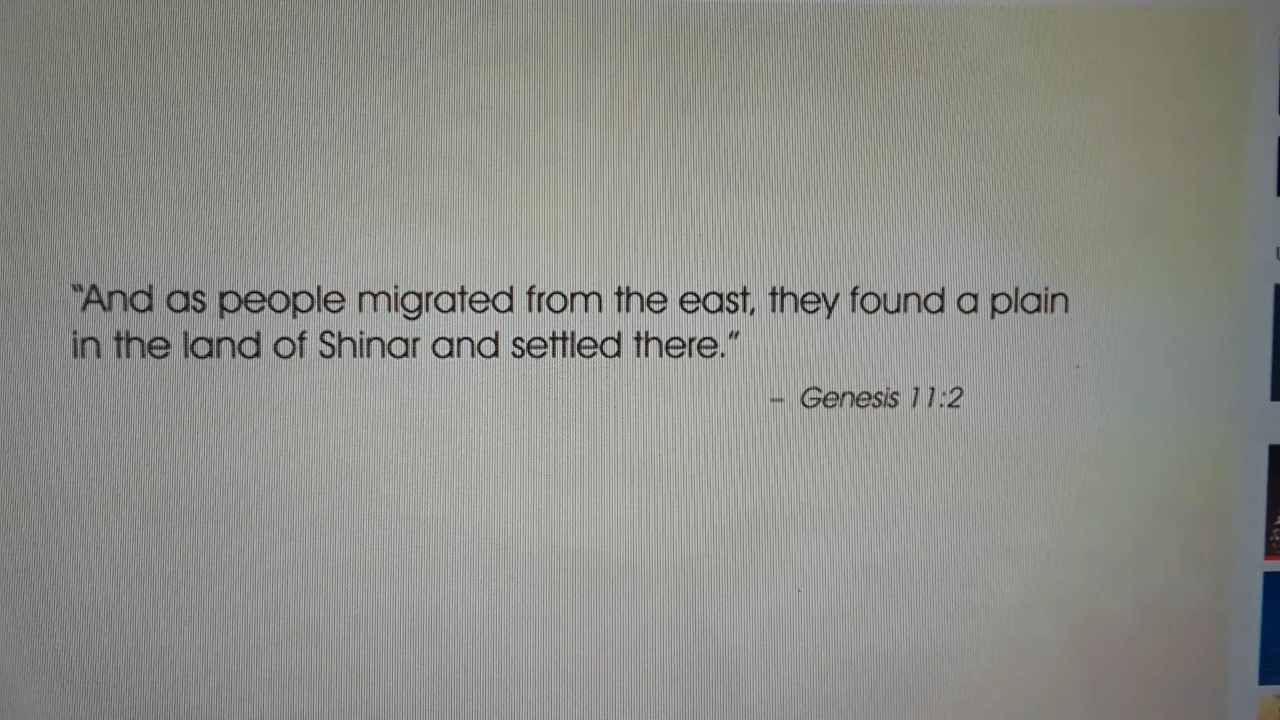 “And as people migrated from the east, they found a plain
in the land of Shinar and settled there.”
– Genesis 11:2